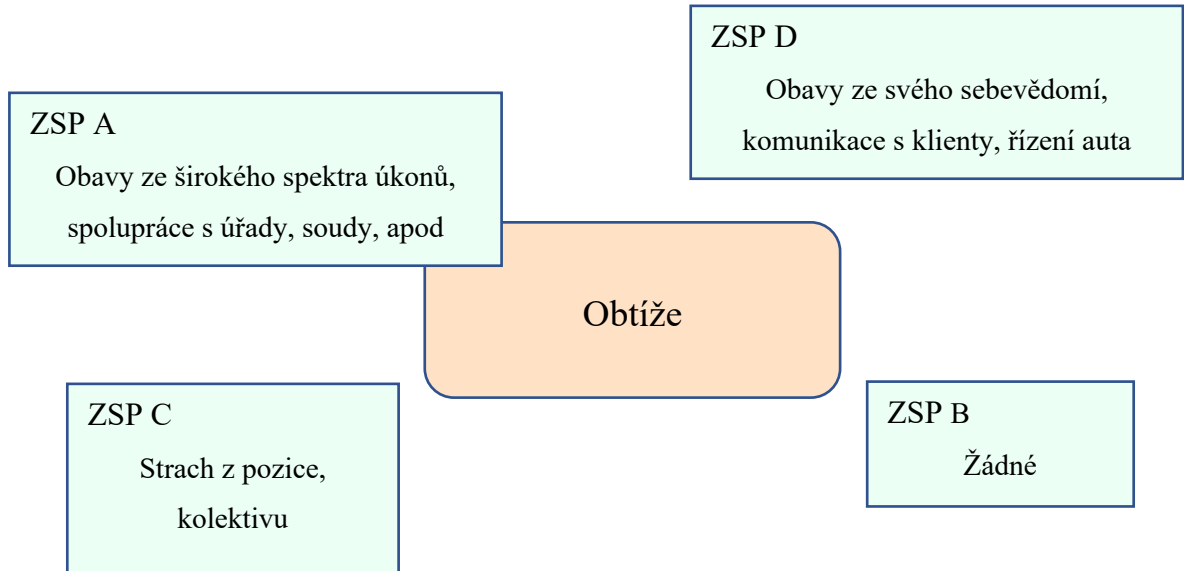 ZSP D
Obavy ze svého sebevědomí,
komunikace s klienty, řízení auta
ZSP A
Obavy ze širokého spektra úkonů,
spolupráce s úřady, soudy, apod
Obtíže
ZSP C
Strach z pozice,
kolektivu
ZSP B
Žádné